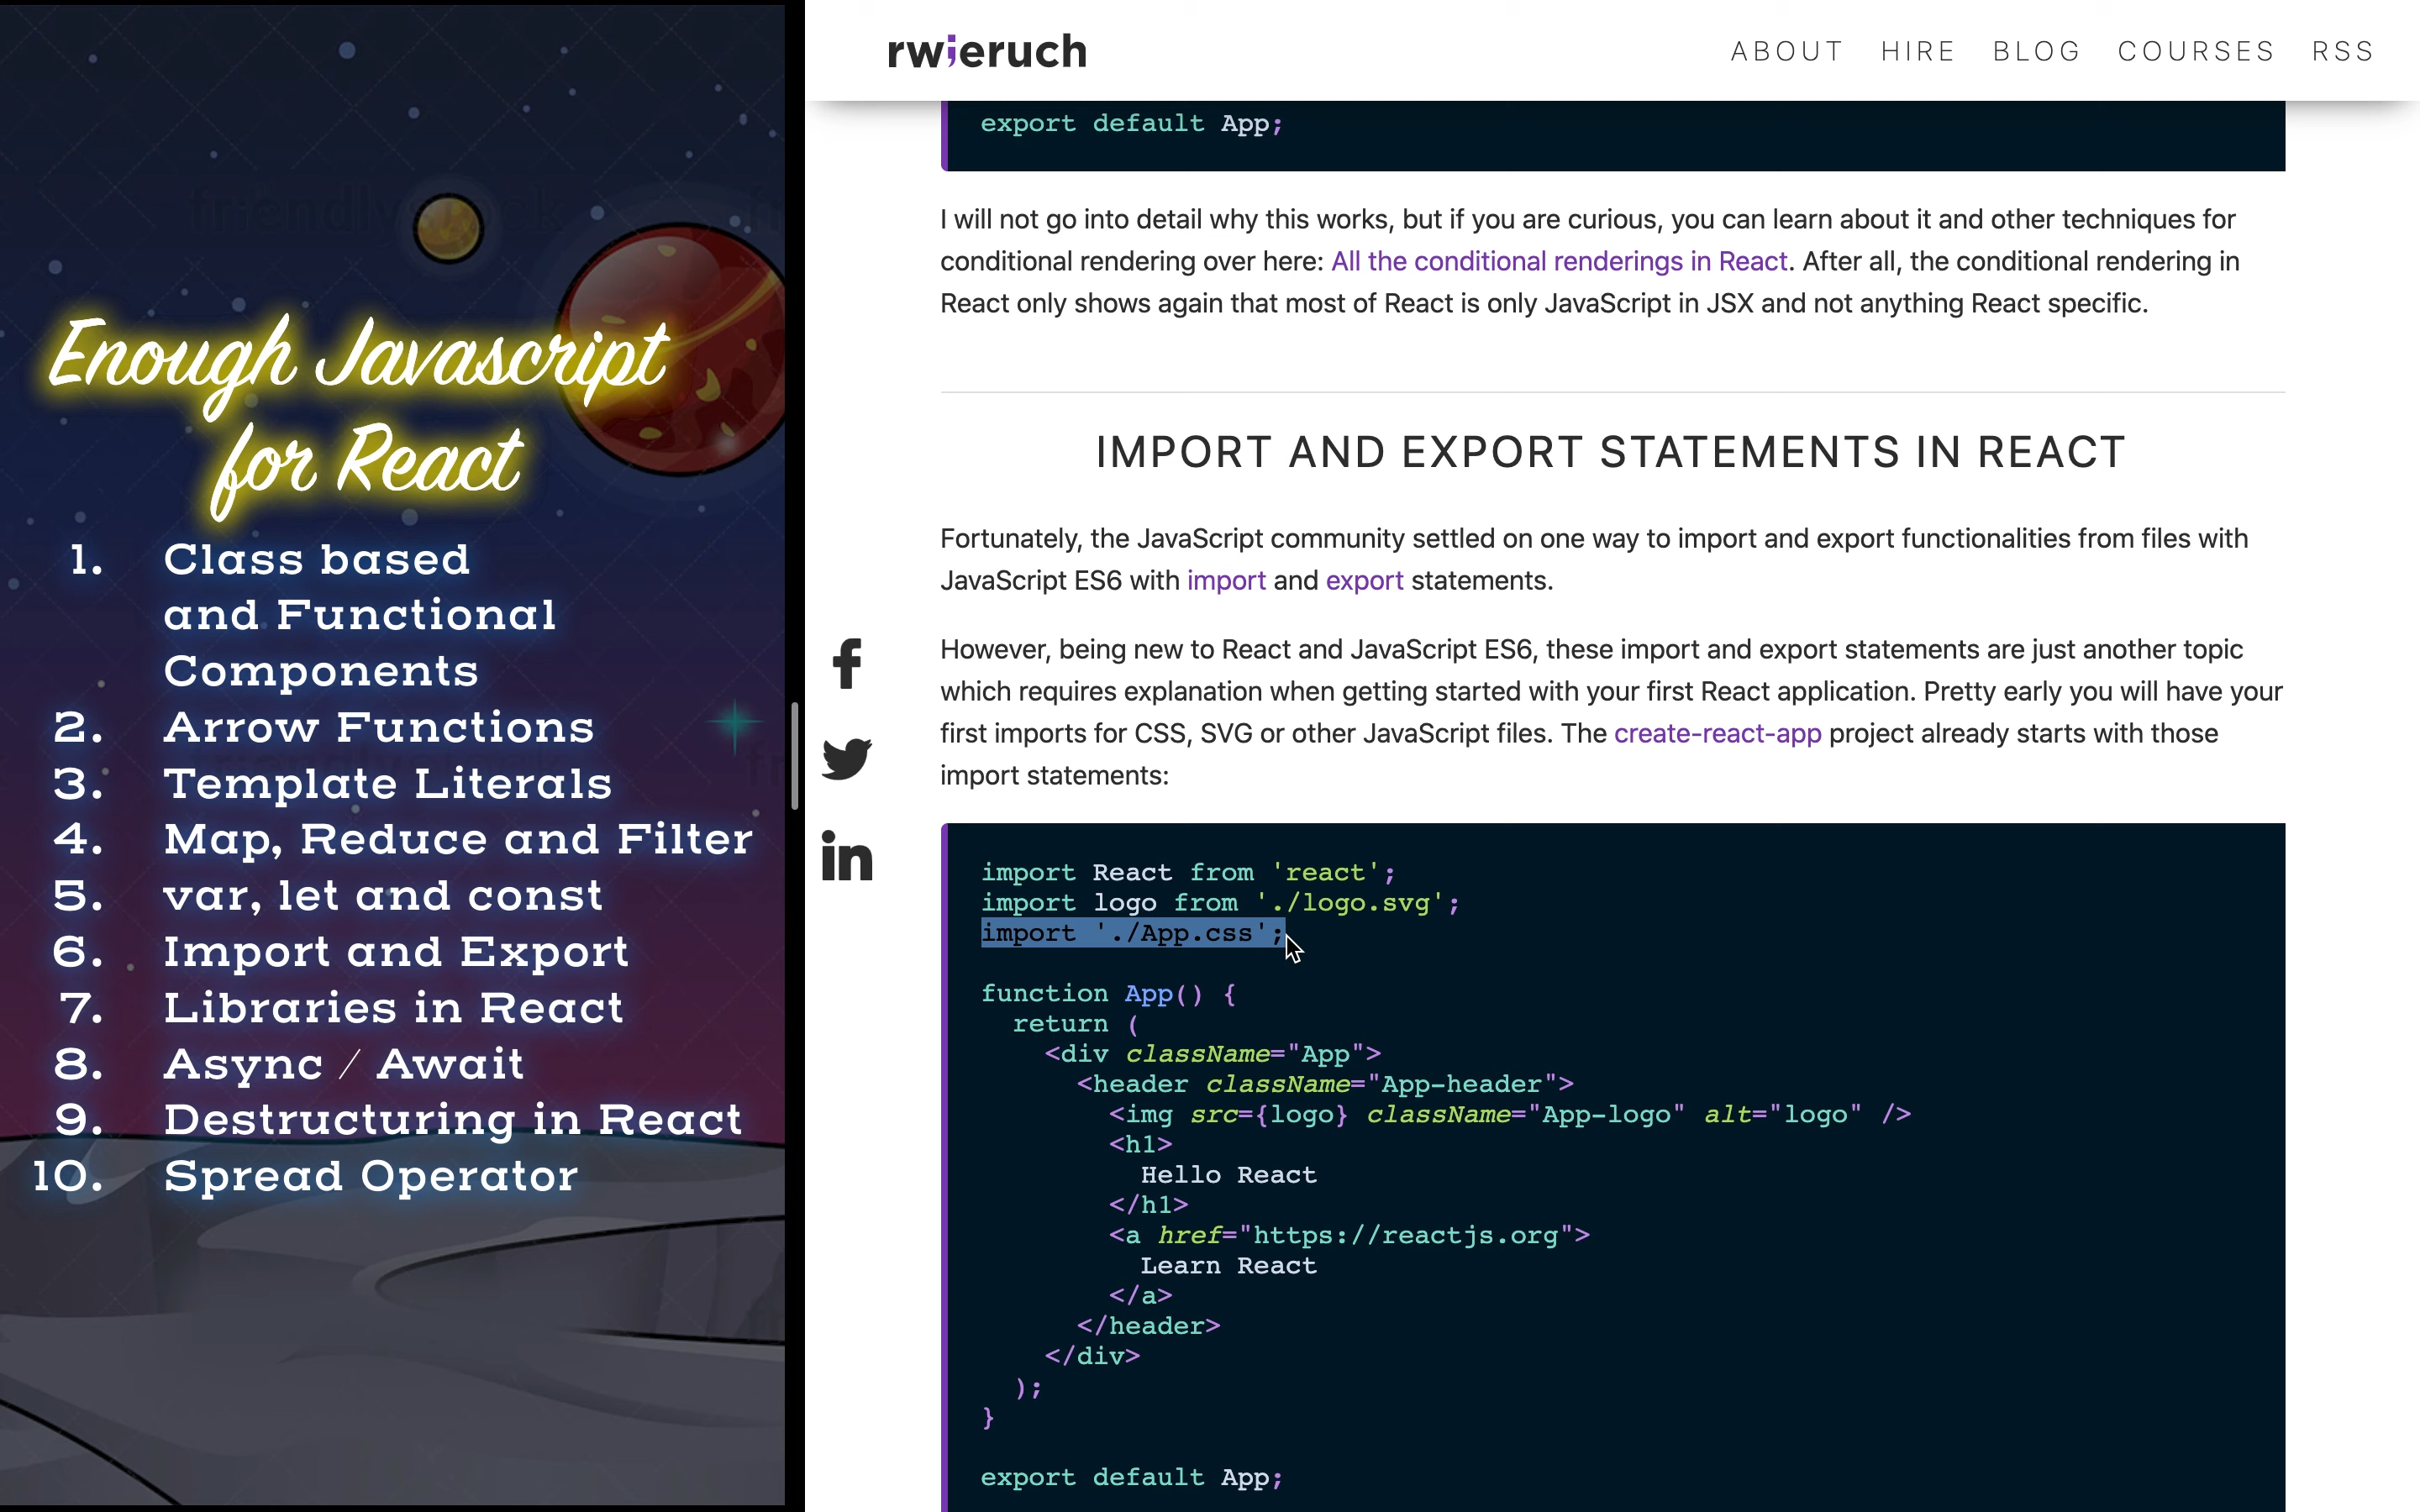 Enough Javascript
for React
1. Class based
and Functional
Components
2. Arrow Functions
3. Template Literals
4. Map, Reduce and Filter
5. var, let and const
6. Import and Export
7. Libraries in React
8. Async / Await
9. Destructuring in React
10. Spread Operator
rwieruch
ABOUT HIRE BLOG COURSES RSS
export default App;
I will not go into detail why this works, but if you are curious, you can learn about it and other techniques for
conditional rendering over here: All the conditional renderings in React. After all, the conditional rendering in
React only shows again that most of React is only JavaScript in JSX and not anything React specific.
IMPORT AND EXPORT STATEMENTS IN REACT
Fortunately, the JavaScript community settled on one way to import and export functionalities from files with
JavaScript ES6 with import and export statements.
However, being new to React and JavaScript ES6, these import and export statements are just another topic
which requires explanation when getting started with your first React application. Pretty early you will have your
first imports for CSS, SVG or other JavaScript files. The create-react-app project already starts with those
import statements:
import React from 'react';
import logo from './logo.svg';
import './App.css';
function App() {
return (
<div className="App">
<header className="App-header">
<img src={logo} className="App-logo" alt="logo" />
<h1>
Hello React
</h1>
<a href="https://reactjs.org">
Learn React
</a>
</header>
</div>
);
}
export default App;